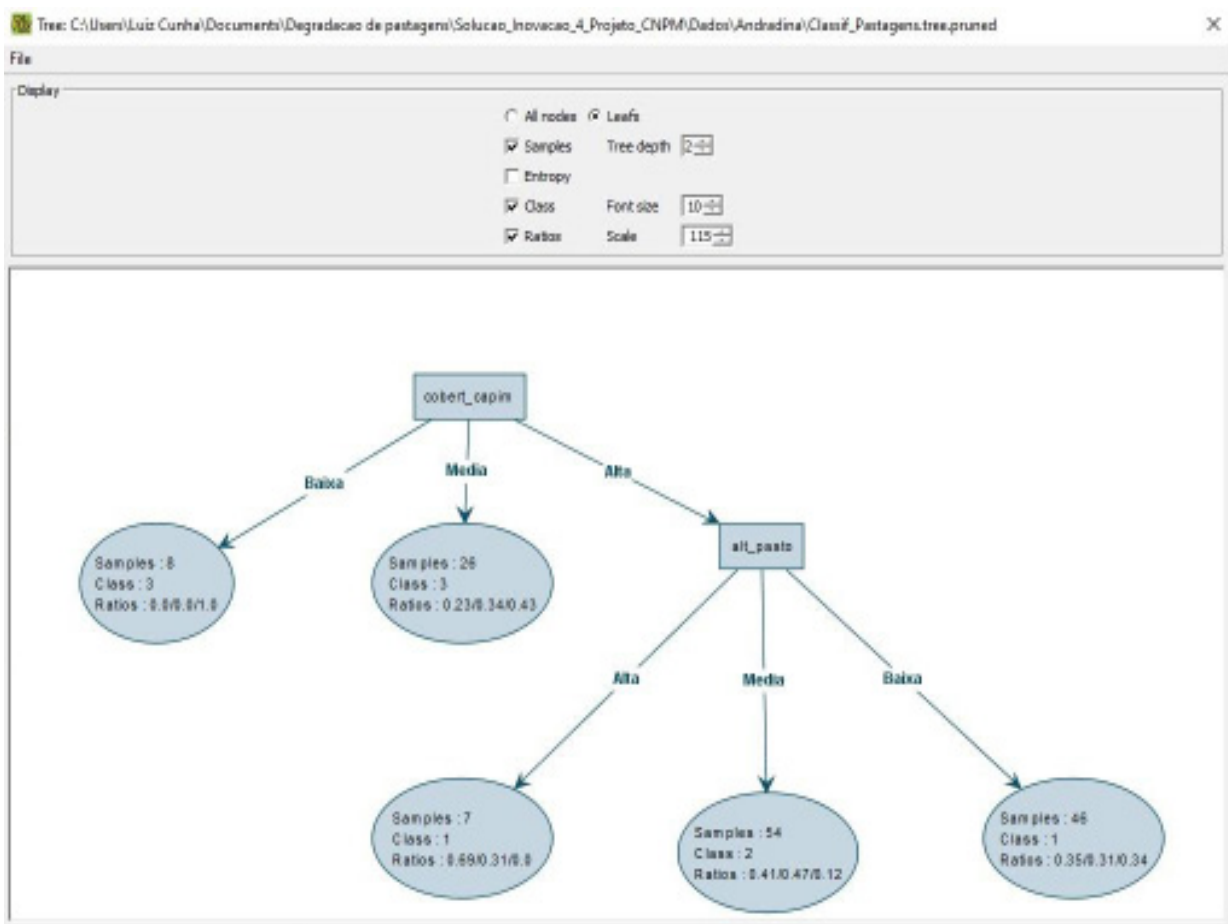 Tree: C:\Users\Luiz Cunha\Documents\Degradacao de pastagens\Solucao_Inovacao_4_Projeto_CNPM\Dados\Andradina\Classif_Pastagens.tree.pruned
File
Display
All nodes Leafs
Samples Tree depth 2
Entropy
Class Font size 10
Ratios Scale 115
cobert_capim
Baixa Media Alta
alt_pasto
Samples : 8
Class : 3
Ratios : 0.0/0.0/1.0
Samples : 26
Class : 3
Ratios : 0.23/0.34/0.43
Alta Media Baixa
Samples : 7
Class : 1
Ratios : 0.69/0.31/0.0
Samples : 54
Class : 2
Ratios : 0.41/0.47/0.12
Samples : 46
Class : 1
Ratios : 0.35/0.31/0.34